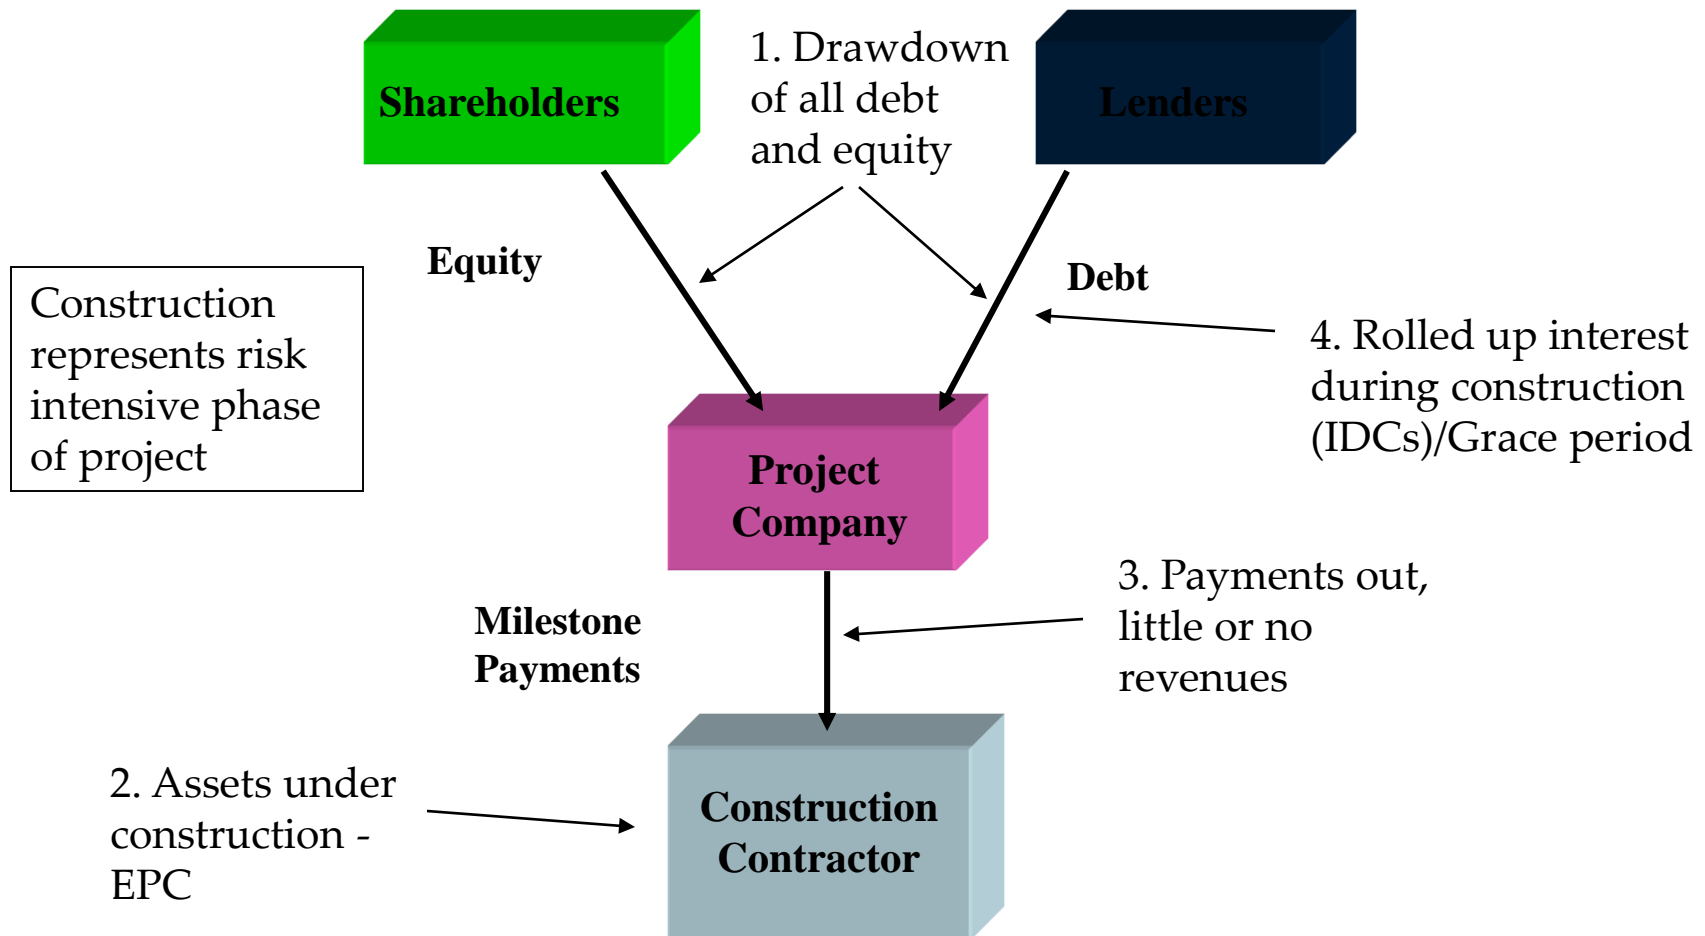 Shareholders
1. Drawdown
of all debt
and equity
Lenders
Equity
Debt
Construction
represents risk
intensive phase
of project
4. Rolled up interest
during construction
(IDCs)/Grace period
Project
Company
3. Payments out,
little or no
revenues
Milestone
Payments
2. Assets under
construction -
EPC
Construction
Contractor